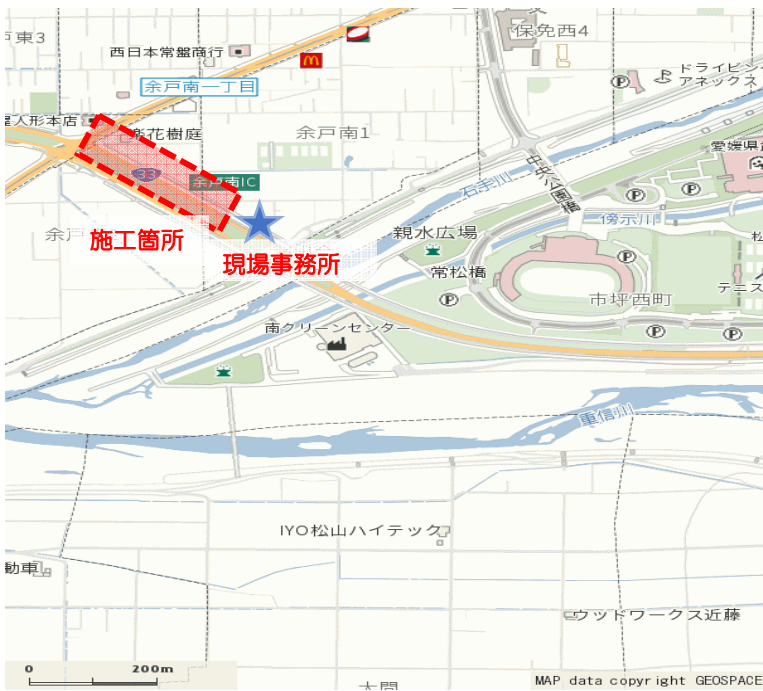 戸東3
西日本常盤商行
保免西4
ドライビン
アネックス
余戸南一丁目
人形本店
花樹庭
余戸南1
33
余戸南IC
中央公園橋
石手川
愛媛県
傍示川
余戸
施工箇所
現場事務所
親水広場
常松橋
市坪西町
テニス
南クリーンセンター
重信川
IYO松山ハイテック
動車
ウッドワークス近藤
0 200m
大間
MAP data copyright GEOSPACE